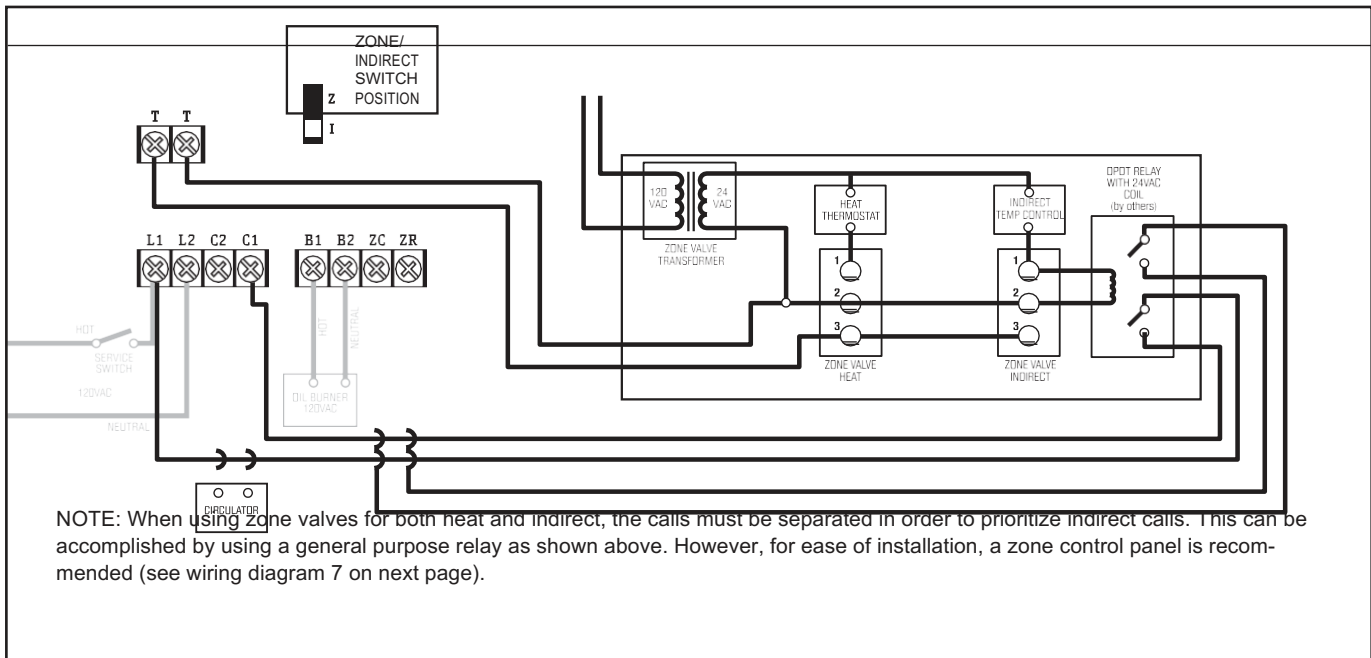 ZONE/
INDIRECT
SWITCH
POSITION
Z
I
T T
L1 L2 C2 C1
B1 B2 ZC ZR
HOT
SERVICE
SWITCH
120VAC
NEUTRAL
HOT
NEUTRAL
OIL BURNER
120VAC
CIRCULATOR
120
VAC
24
VAC
ZONE VALVE
TRANSFORMER
HEAT
THERMOSTAT
1
2
3
ZONE VALVE
HEAT
INDIRECT
TEMP CONTROL
1
2
3
ZONE VALVE
INDIRECT
DPDT RELAY
WITH 24VAC
COIL
(by others)
NOTE: When using zone valves for both heat and indirect, the calls must be separated in order to prioritize indirect calls. This can be
accomplished by using a general purpose relay as shown above. However, for ease of installation, a zone control panel is recom-
mended (see wiring diagram 7 on next page).